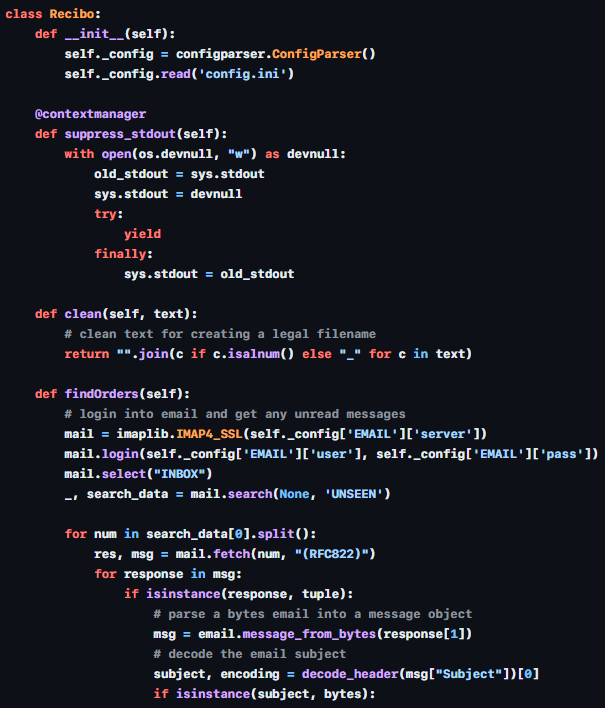 class Recibo:
    def __init__(self):
        self._config = configparser.ConfigParser()
        self._config.read('config.ini')

    @contextmanager
    def suppress_stdout(self):
        with open(os.devnull, "w") as devnull:
            old_stdout = sys.stdout
            sys.stdout = devnull
            try:
                yield
            finally:
                sys.stdout = old_stdout

    def clean(self, text):
        # clean text for creating a legal filename
        return "".join(c if c.isalnum() else "_" for c in text)

    def findOrders(self):
        # login into email and get any unread messages
        mail = imaplib.IMAP4_SSL(self._config['EMAIL']['server'])
        mail.login(self._config['EMAIL']['user'], self._config['EMAIL']['pass'])
        mail.select("INBOX")
        _, search_data = mail.search(None, 'UNSEEN')

        for num in search_data[0].split():
            res, msg = mail.fetch(num, "(RFC822)")
            for response in msg:
                if isinstance(response, tuple):
                    # parse a bytes email into a message object
                    msg = email.message_from_bytes(response[1])
                    # decode the email subject
                    subject, encoding = decode_header(msg["Subject"])[0]
                    if isinstance(subject, bytes):